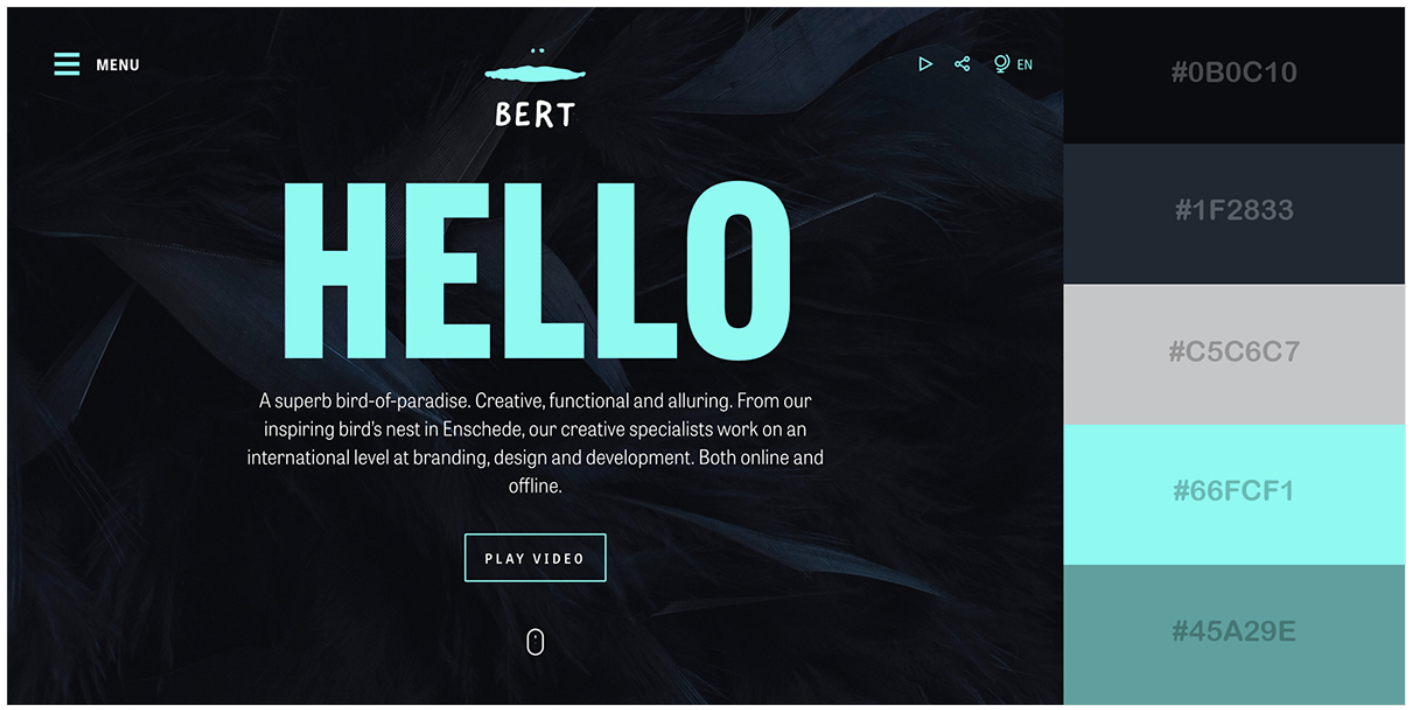 MENU
BERT
EN
HELLO
A superb bird-of-paradise. Creative, functional and alluring. From our
inspiring bird's nest in Enschede, our creative specialists work on an
international level at branding, design and development. Both online and
offline.
PLAY VIDEO
#0B0C10
#1F2833
#C5C6C7
#66FCF1
#45A29E